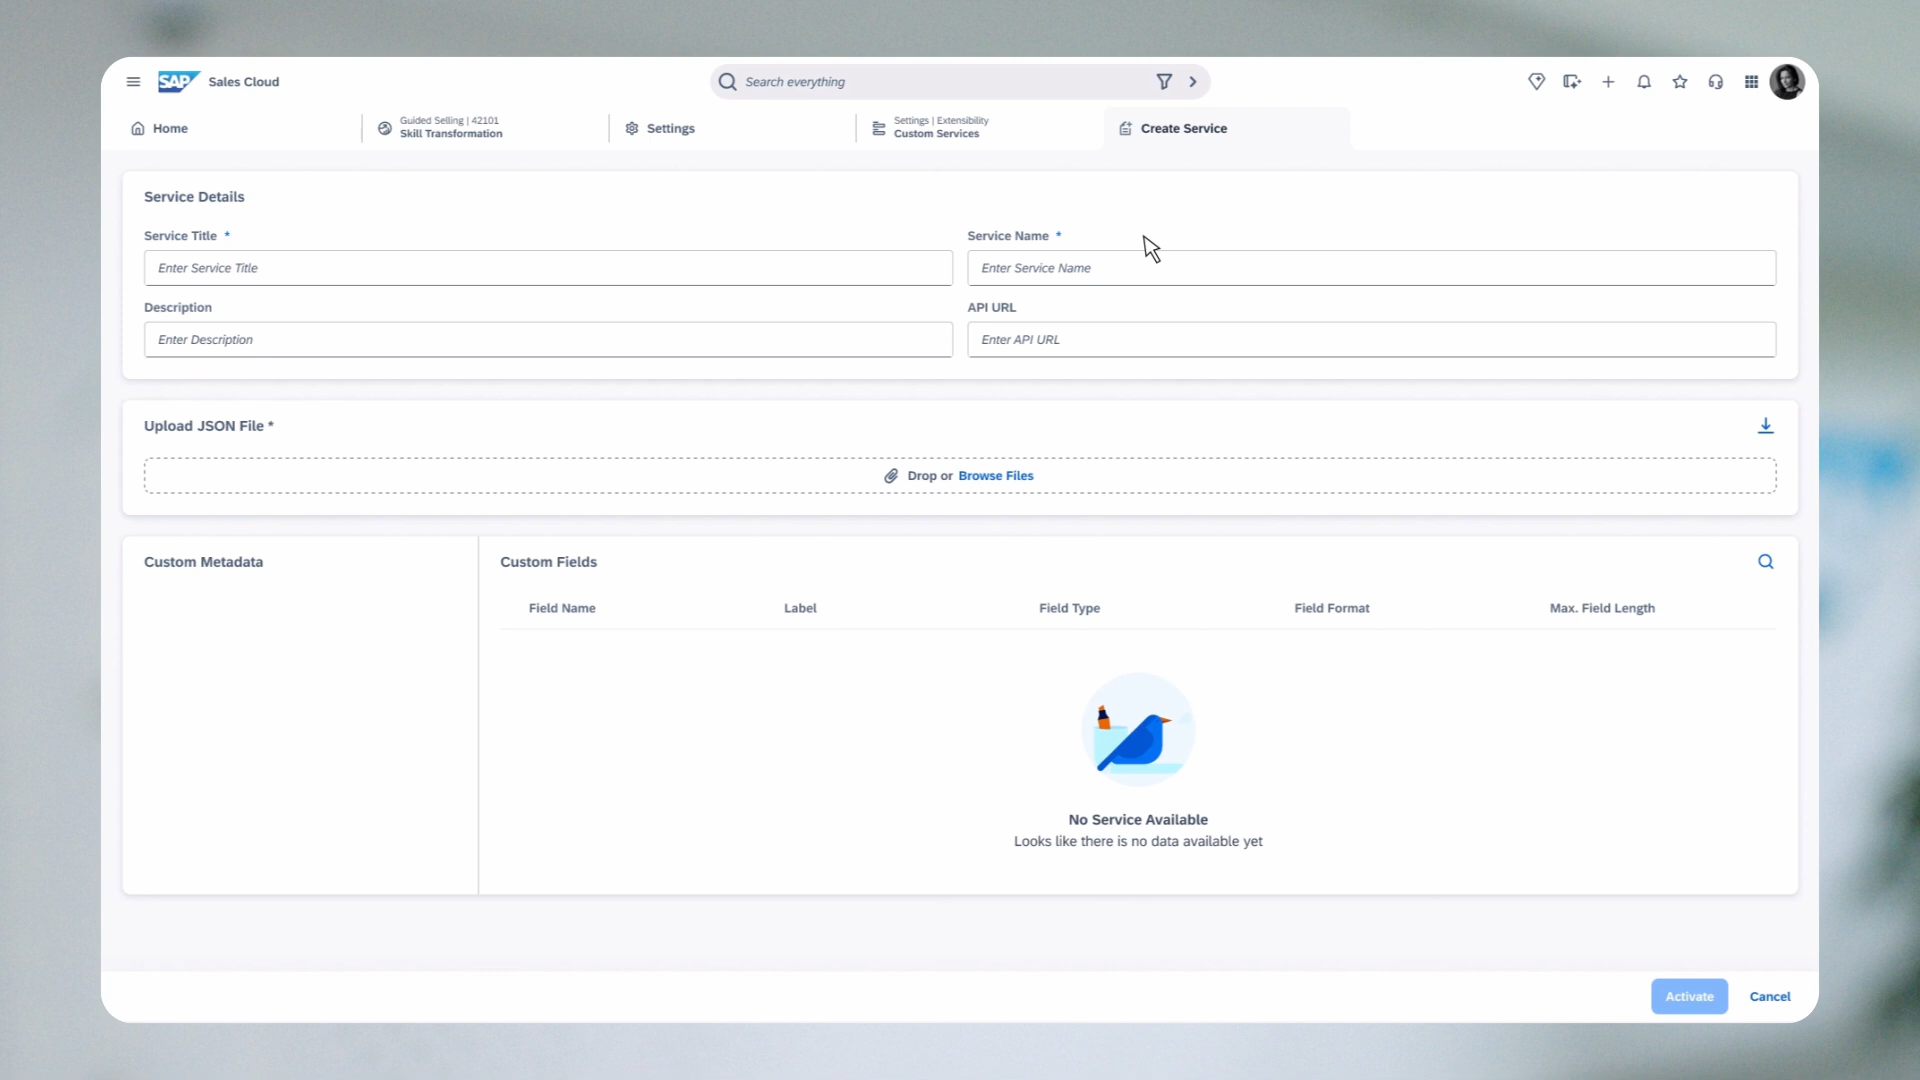 SAP Sales Cloud
Search everything
Home
Guided Selling | 42101
Skill Transformation
Settings
Settings | Extensibility
Custom Services
Create Service
Service Details
Service Title *
Service Name *
Enter Service Title
Enter Service Name
Description
API URL
Enter Description
Enter API URL
Upload JSON File *
Drop or Browse Files
Custom Metadata
Custom Fields
Field Name
Label
Field Type
Field Format
Max. Field Length
No Service Available
Looks like there is no data available yet
Activate
Cancel